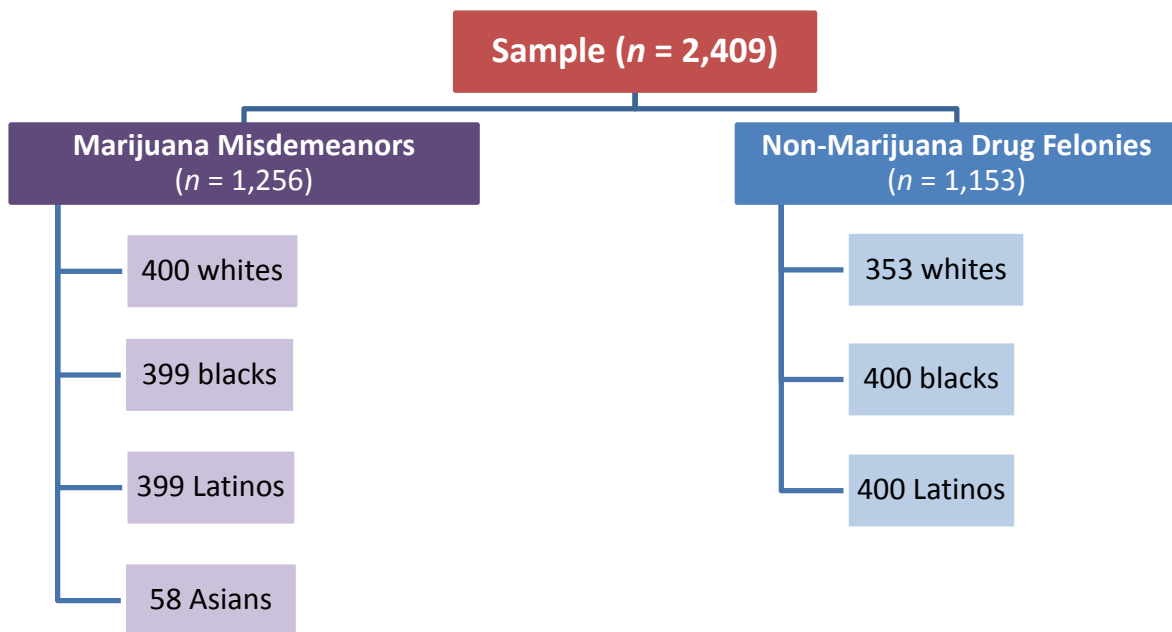 Sample (n = 2,409)
Marijuana Misdemeanors
(n = 1,256)
400 whites
399 blacks
399 Latinos
58 Asians
Non-Marijuana Drug Felonies
(n = 1,153)
353 whites
400 blacks
400 Latinos